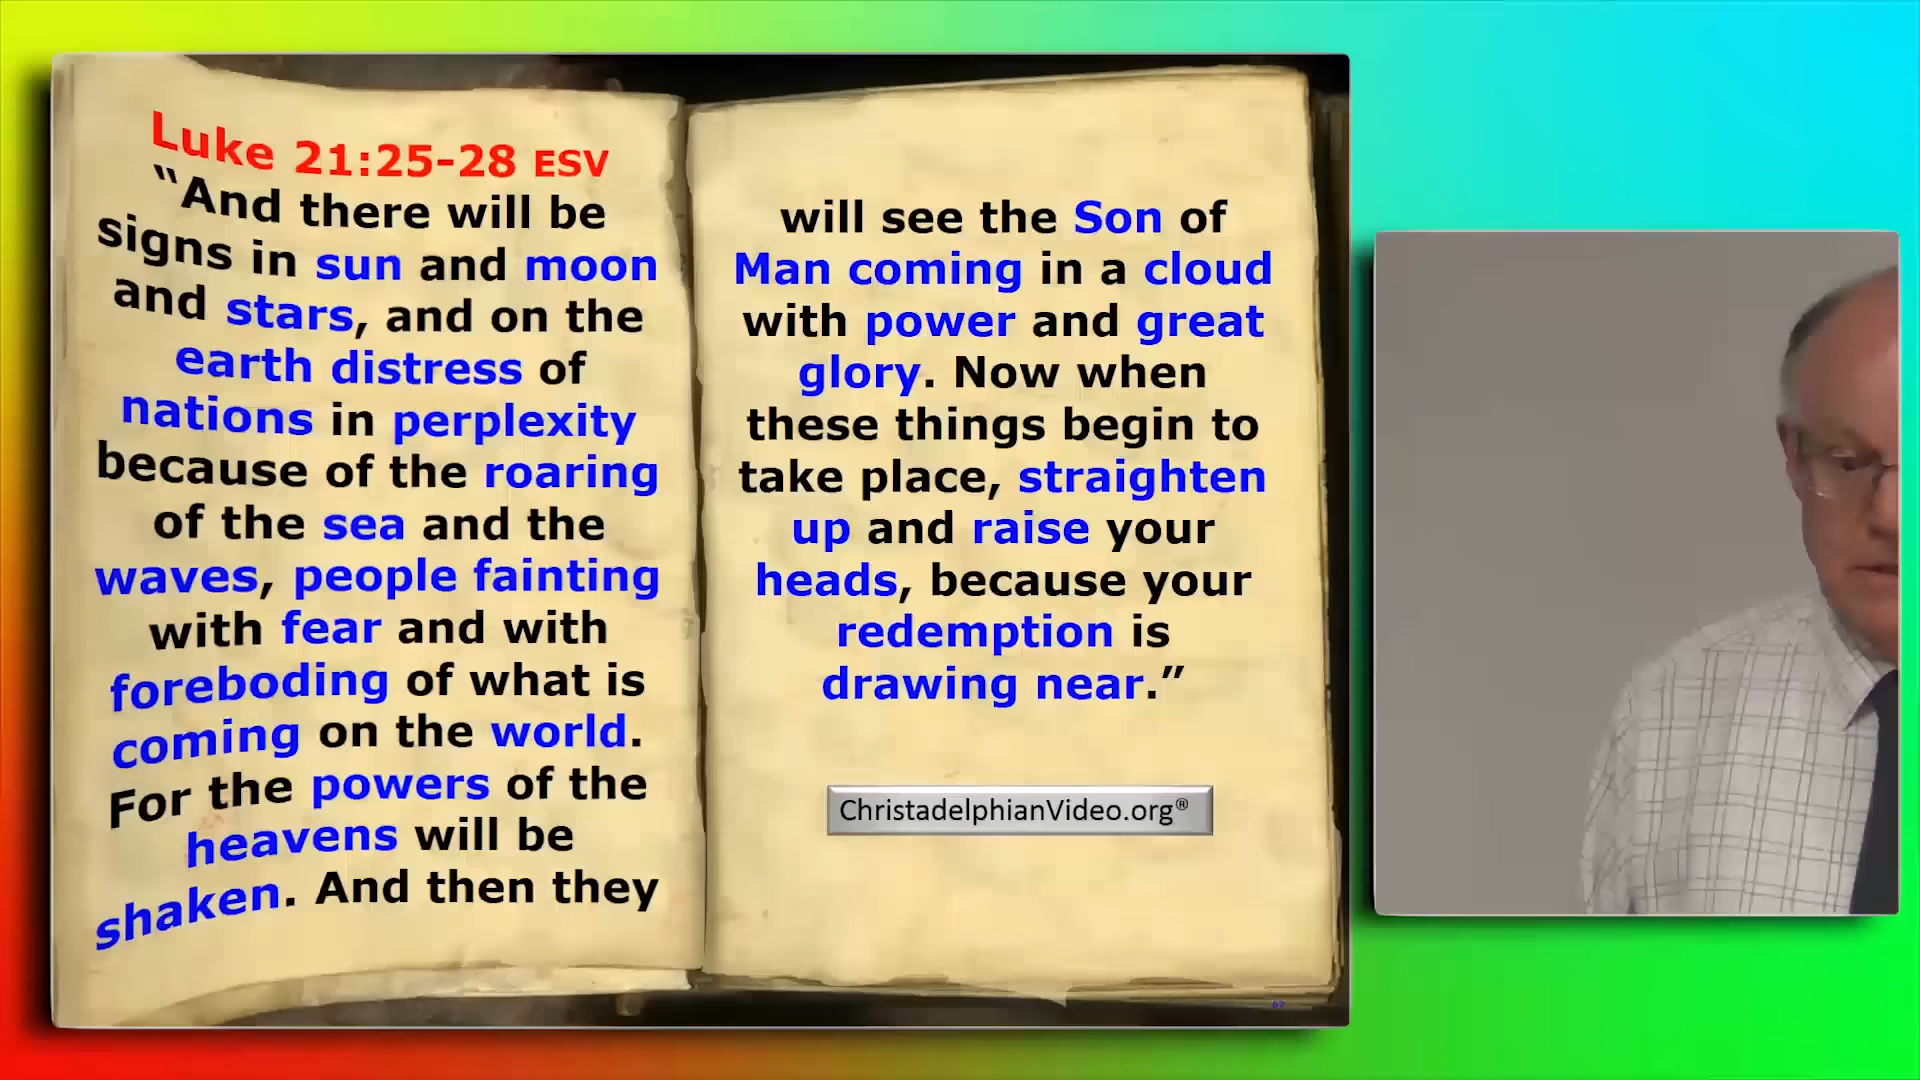 Luke 21:25-28 ESV
“And there will be
signs in sun and moon
and stars, and on the
earth distress of
nations in perplexity
because of the roaring
of the sea and the
waves, people fainting
with fear and with
foreboding of what is
coming on the world.
For the powers of the
heavens will be
shaken. And then they
will see the Son of
Man coming in a cloud
with power and great
glory. Now when
these things begin to
take place, straighten
up and raise your
heads, because your
redemption is
drawing near.”
ChristadelphianVideo.org®